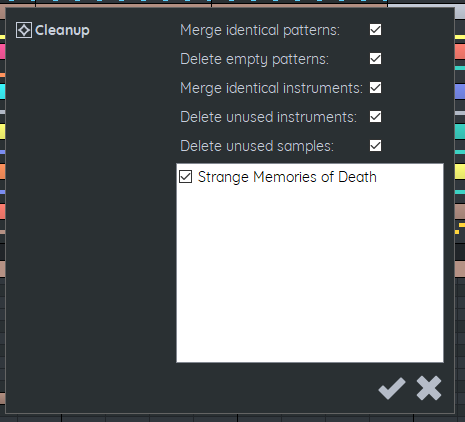 Cleanup
Merge identical patterns:
Delete empty patterns:
Merge identical instruments:
Delete unused instruments:
Delete unused samples:
Strange Memories of Death